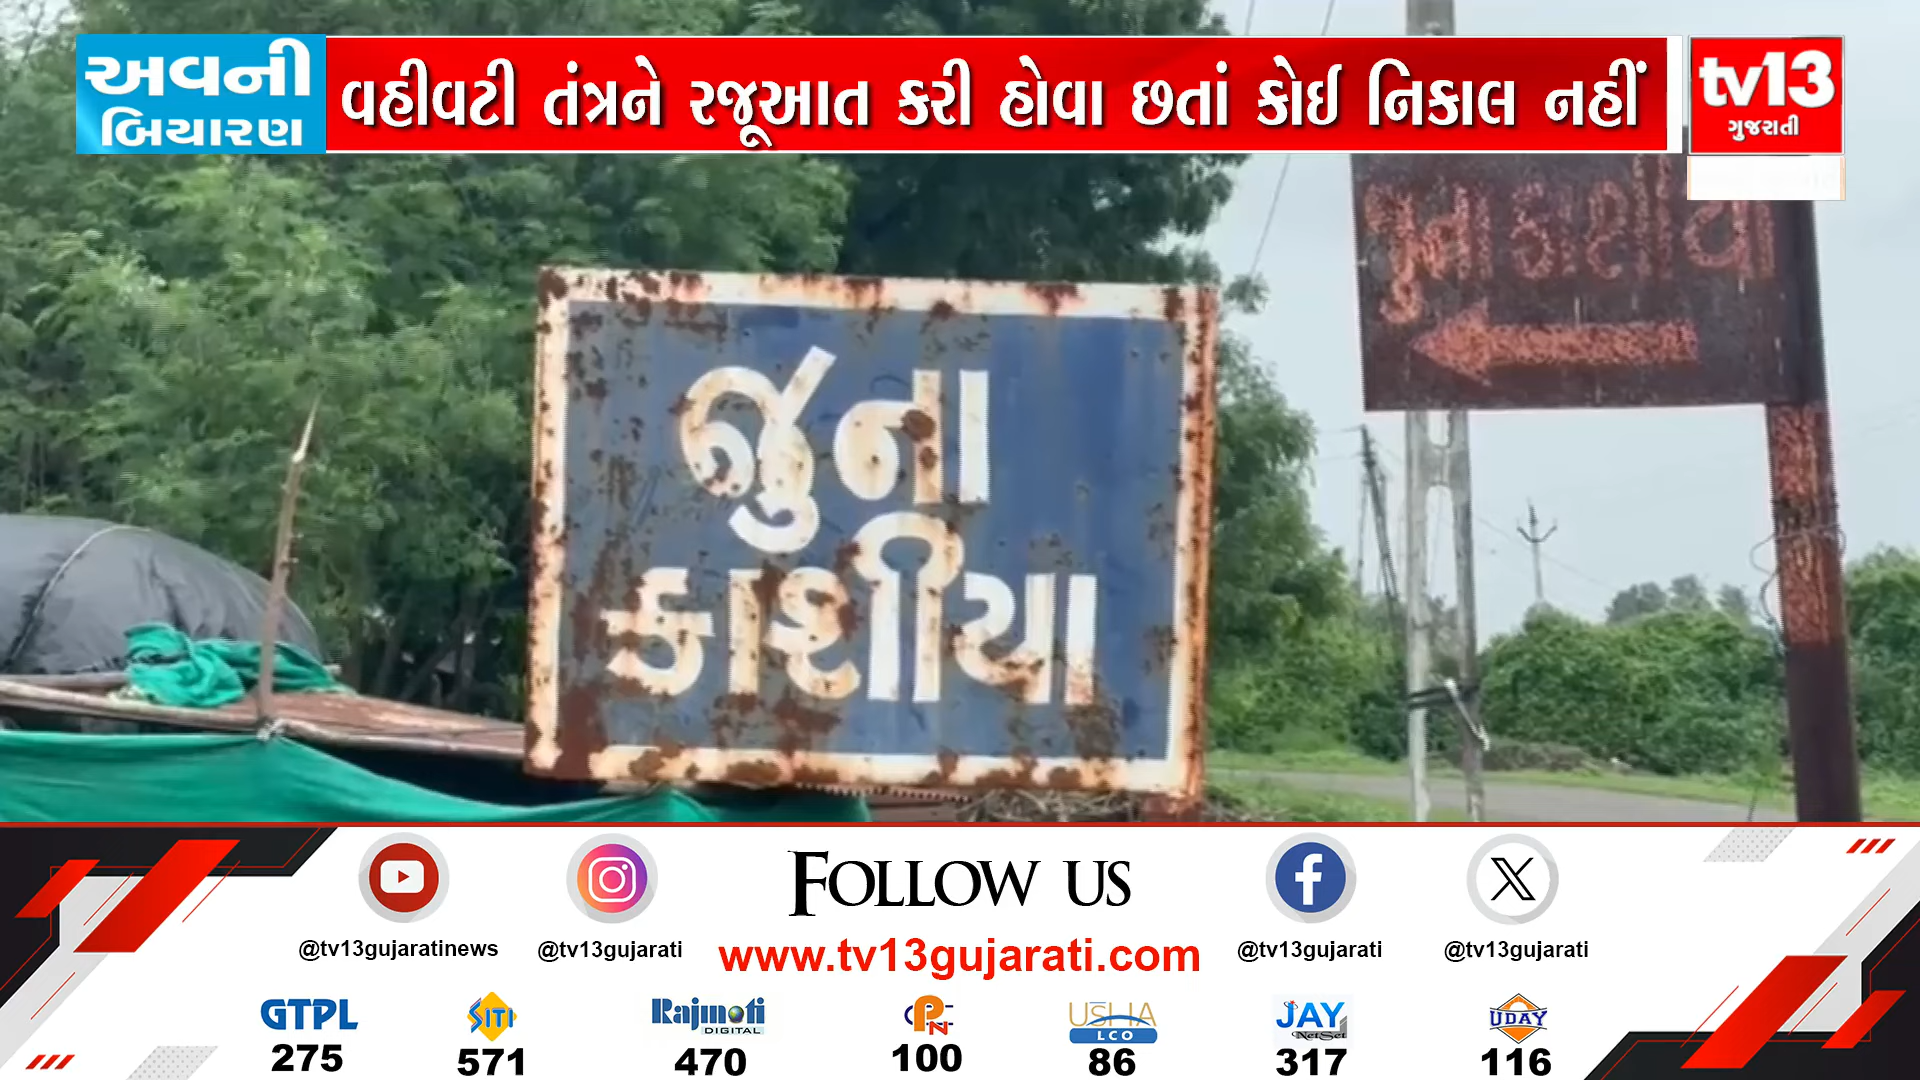 અવની
બિચારણ
વહીવટી તંત્રને રજૂઆત કરી હોવા છતાં કોઈ નિકાલ નહીં
tv13
ગુજરાતી
જુના કાશીયા
જુના
કાશીયા
FOLLOW US
@tv13gujaratinews
@tv13gujarati
www.tv13gujarati.com
@tv13gujarati
@tv13gujarati
GTPL
275
SITI
571
Rajmoti
DIGITAL
470
100
USHA
LCO
86
JAY
NetSet
317
UDAY
116